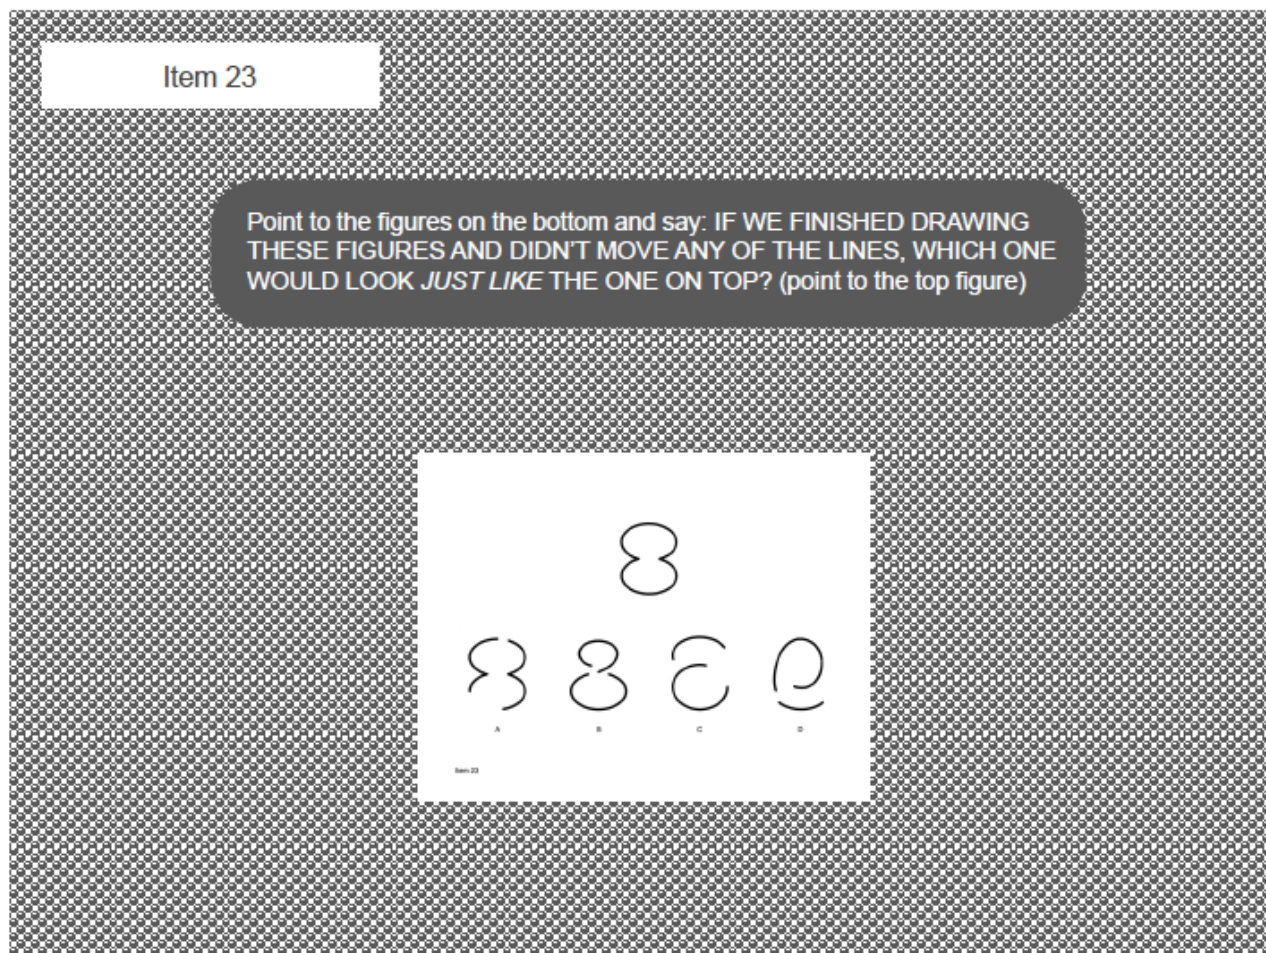 Item 23
Point to the figures on the bottom and say: IF WE FINISHED DRAWING
THESE FIGURES AND DIDN'T MOVE ANY OF THE LINES, WHICH ONE
WOULD LOOK JUST LIKE THE ONE ON TOP? (point to the top figure)
A B C D
Item 23